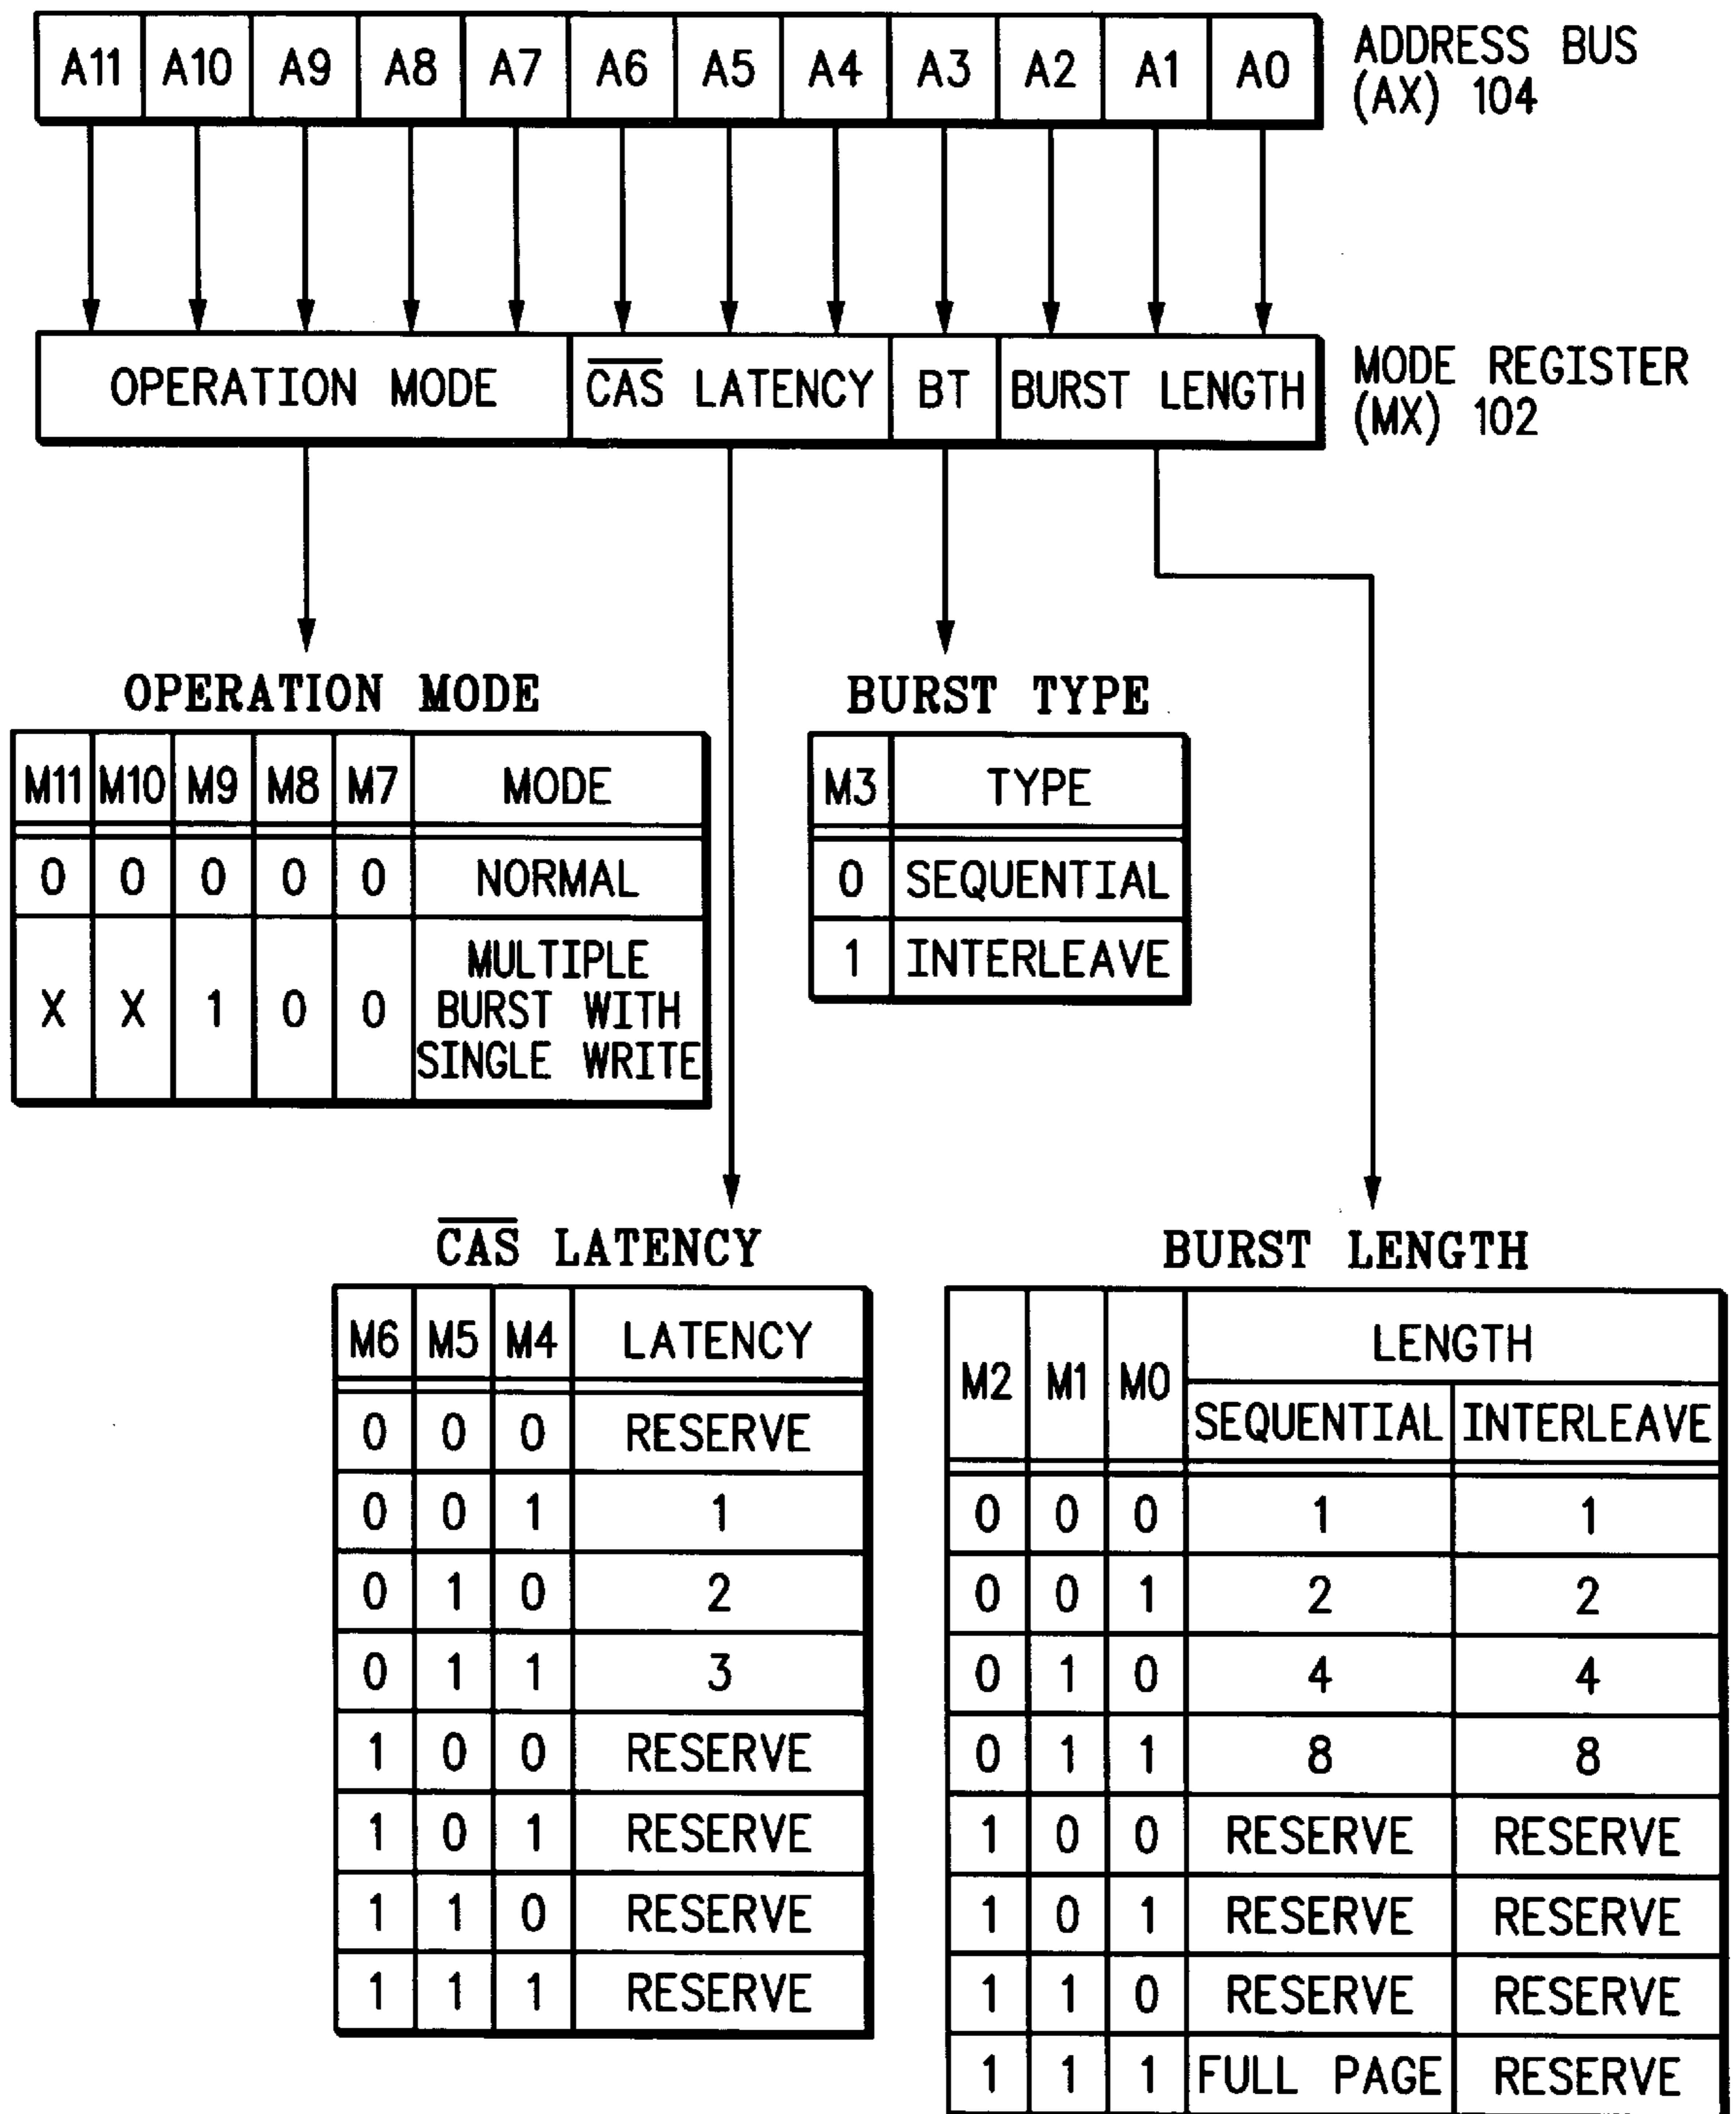 A11 A10 A9 A8 A7 A6 A5 A4 A3 A2 A1 A0
ADDRESS BUS
(AX) 104
OPERATION MODE C̅A̅S̅ LATENCY BT BURST LENGTH
MODE REGISTER
(MX) 102
OPERATION MODE
M11 M10 M9 M8 M7 MODE
0 0 0 0 0 NORMAL
X X 1 0 0 MULTIPLE
BURST WITH
SINGLE WRITE
BURST TYPE
M3 TYPE
0 SEQUENTIAL
1 INTERLEAVE
C̅A̅S̅ LATENCY
M6 M5 M4 LATENCY
0 0 0 RESERVE
0 0 1 1
0 1 0 2
0 1 1 3
1 0 0 RESERVE
1 0 1 RESERVE
1 1 0 RESERVE
1 1 1 RESERVE
BURST LENGTH
M2 M1 M0 LENGTH
SEQUENTIAL INTERLEAVE
0 0 0 1 1
0 0 1 2 2
0 1 0 4 4
0 1 1 8 8
1 0 0 RESERVE RESERVE
1 0 1 RESERVE RESERVE
1 1 0 RESERVE RESERVE
1 1 1 FULL PAGE RESERVE